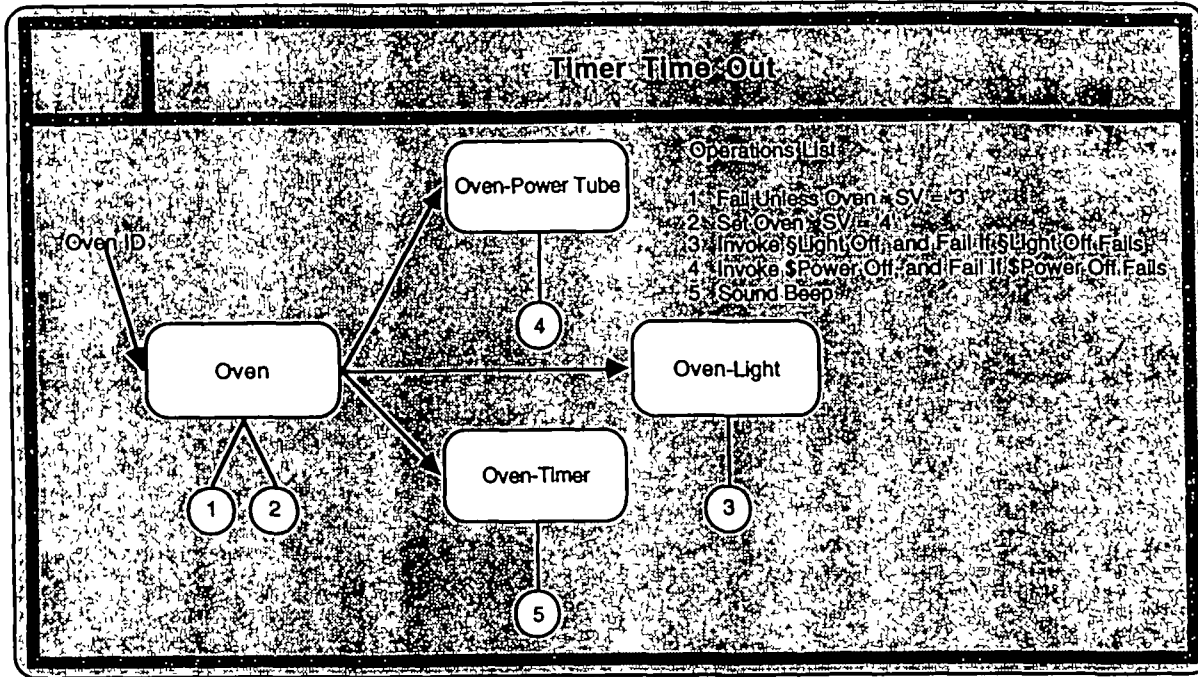 Timer Time Out
Operations List
1 Fail Unless Oven . SV = 3
2 Set Oven . SV = 4
3 Invoke $Light Off, and Fail If $Light Off Fails
4 Invoke $Power Off, and Fail If $Power Off Fails
5 Sound Beep
Oven ID
Oven-Power Tube
4
Oven
Oven-Light
1
2
Oven-Timer
3
5